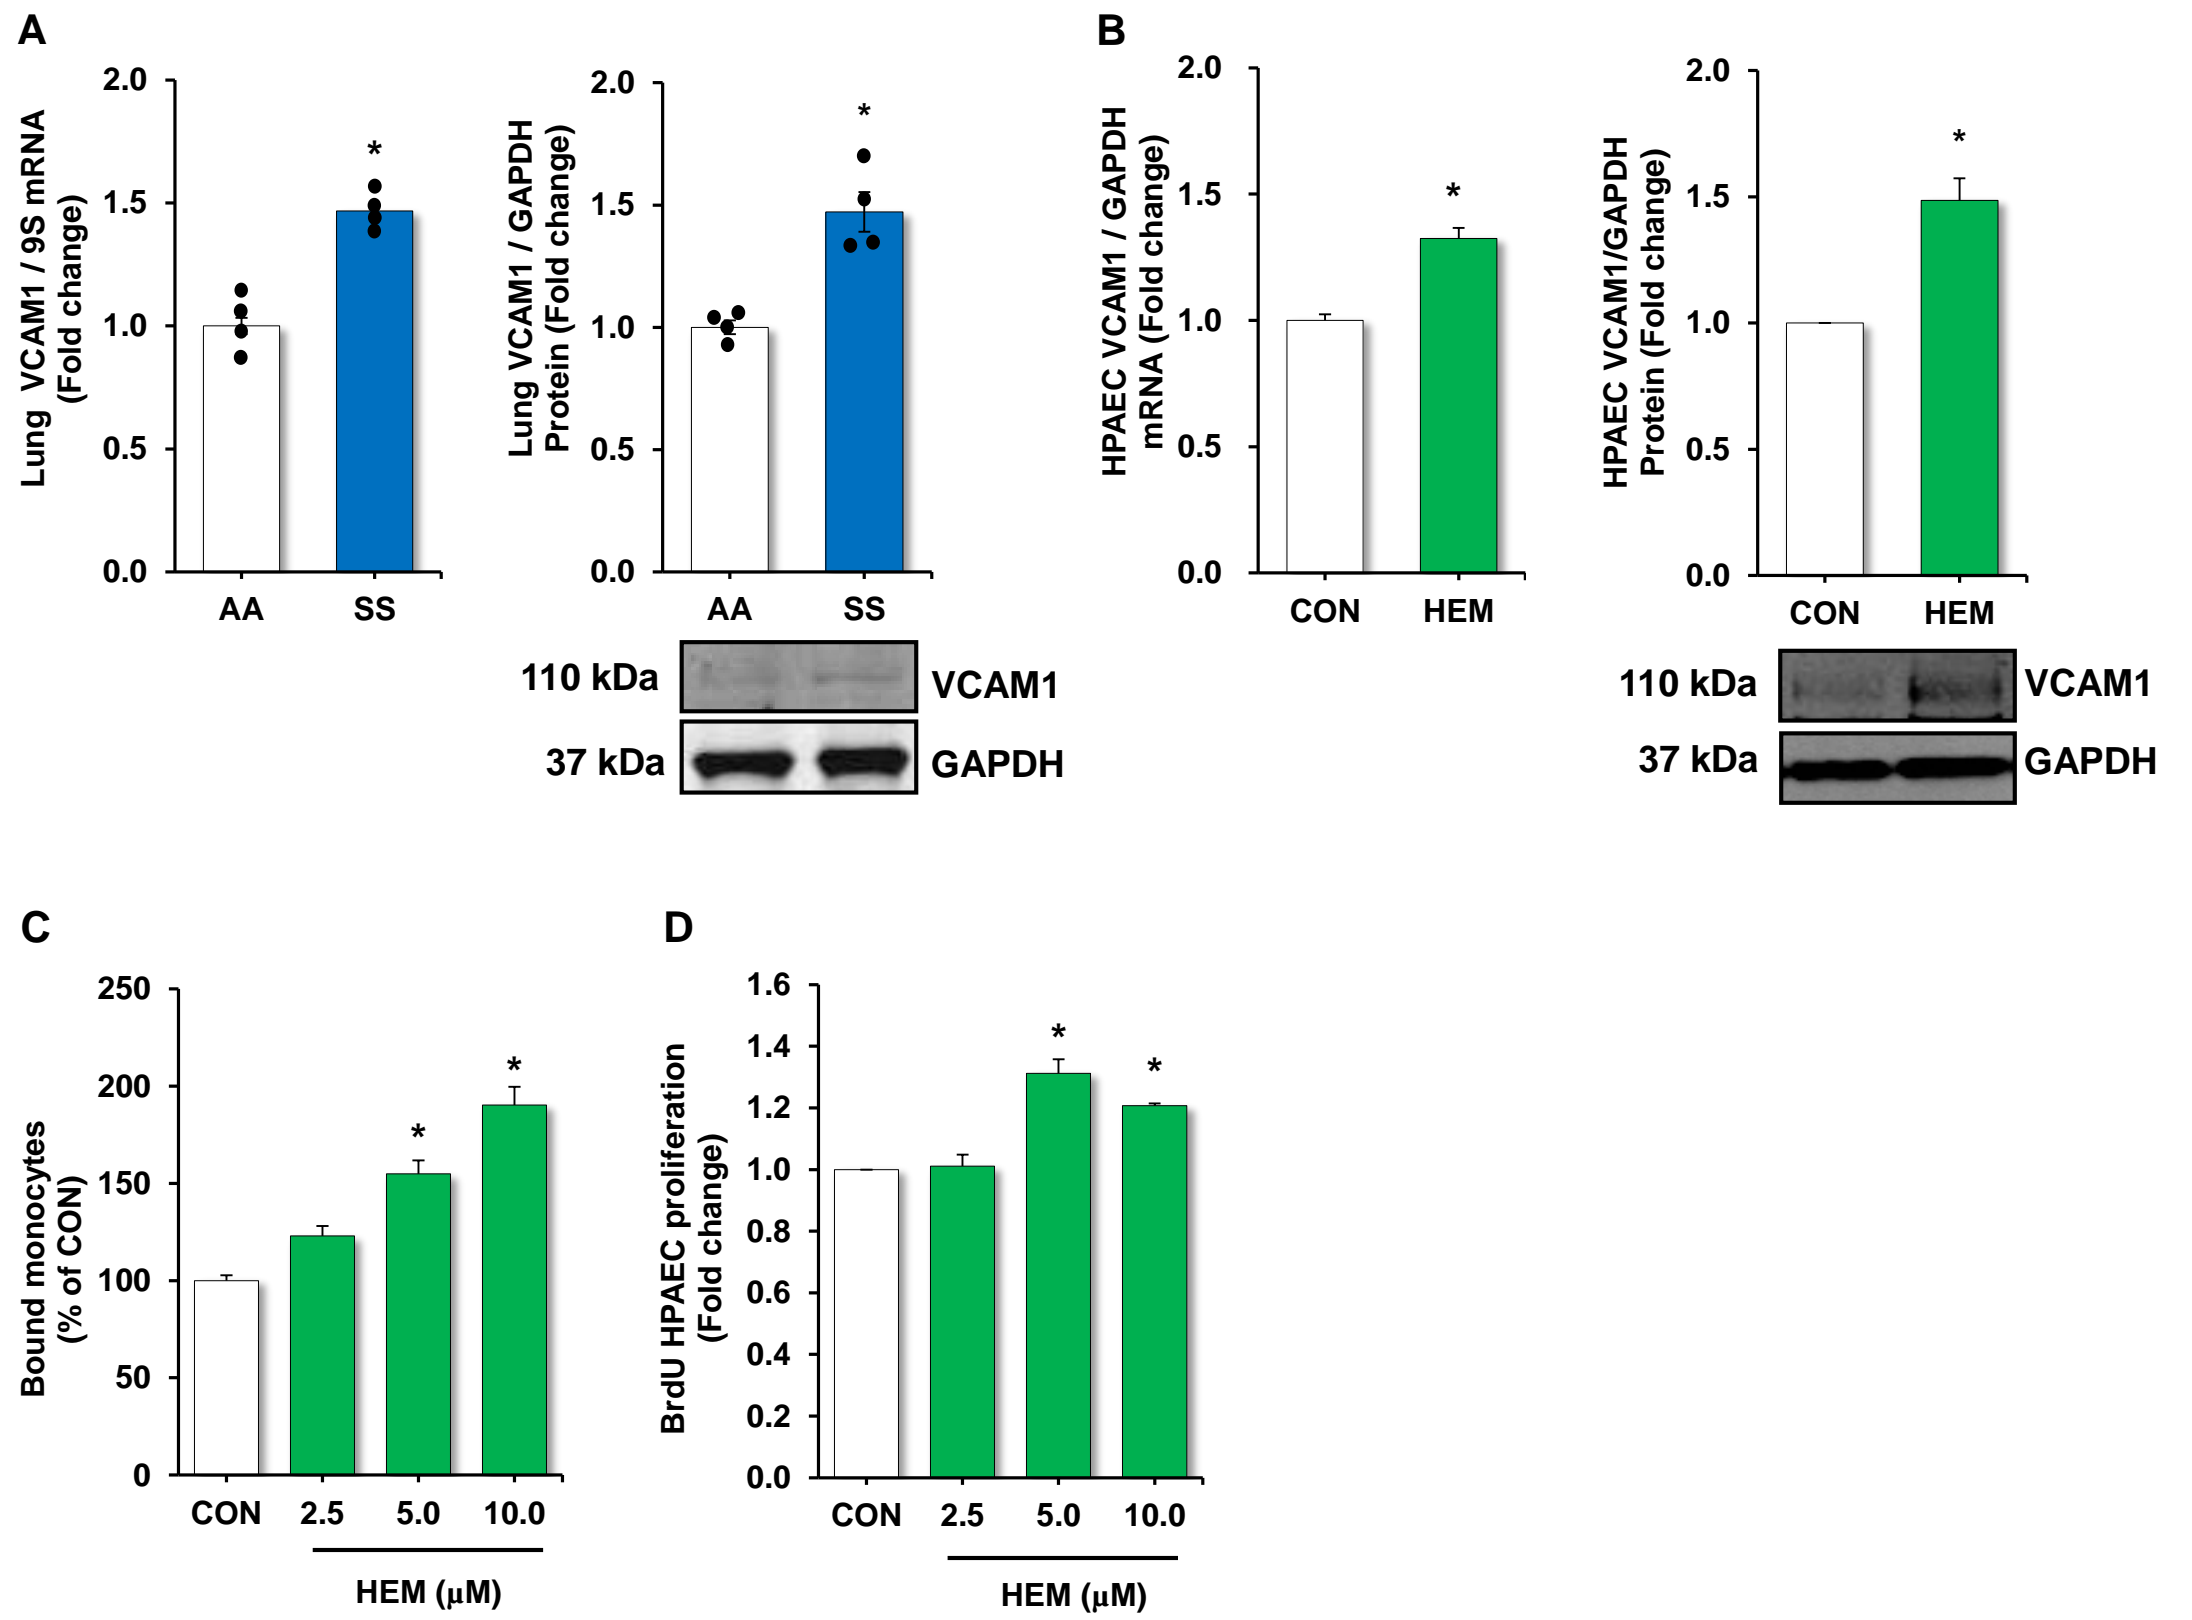 A
Lung VCAM1 / 9S mRNA
(Fold change)
2.0
1.5
1.0
0.5
0.0
*
AA
SS
Lung VCAM1 / GAPDH
Protein (Fold change)
2.0
1.5
1.0
0.5
0.0
*
AA
SS
110 kDa
VCAM1
37 kDa
GAPDH
B
HPAEC VCAM1 / GAPDH
mRNA (Fold change)
2.0
1.5
1.0
0.5
0.0
*
CON
HEM
HPAEC VCAM1/GAPDH
Protein (Fold change)
2.0
1.5
1.0
0.5
0.0
*
CON
HEM
110 kDa
VCAM1
37 kDa
GAPDH
C
Bound monocytes
(% of CON)
250
200
150
100
50
0
*
*
CON
2.5
5.0
10.0
HEM (μM)
D
BrdU HPAEC proliferation
(Fold change)
1.6
1.4
1.2
1.0
0.8
0.6
0.4
0.2
0.0
*
*
CON
2.5
5.0
10.0
HEM (μM)